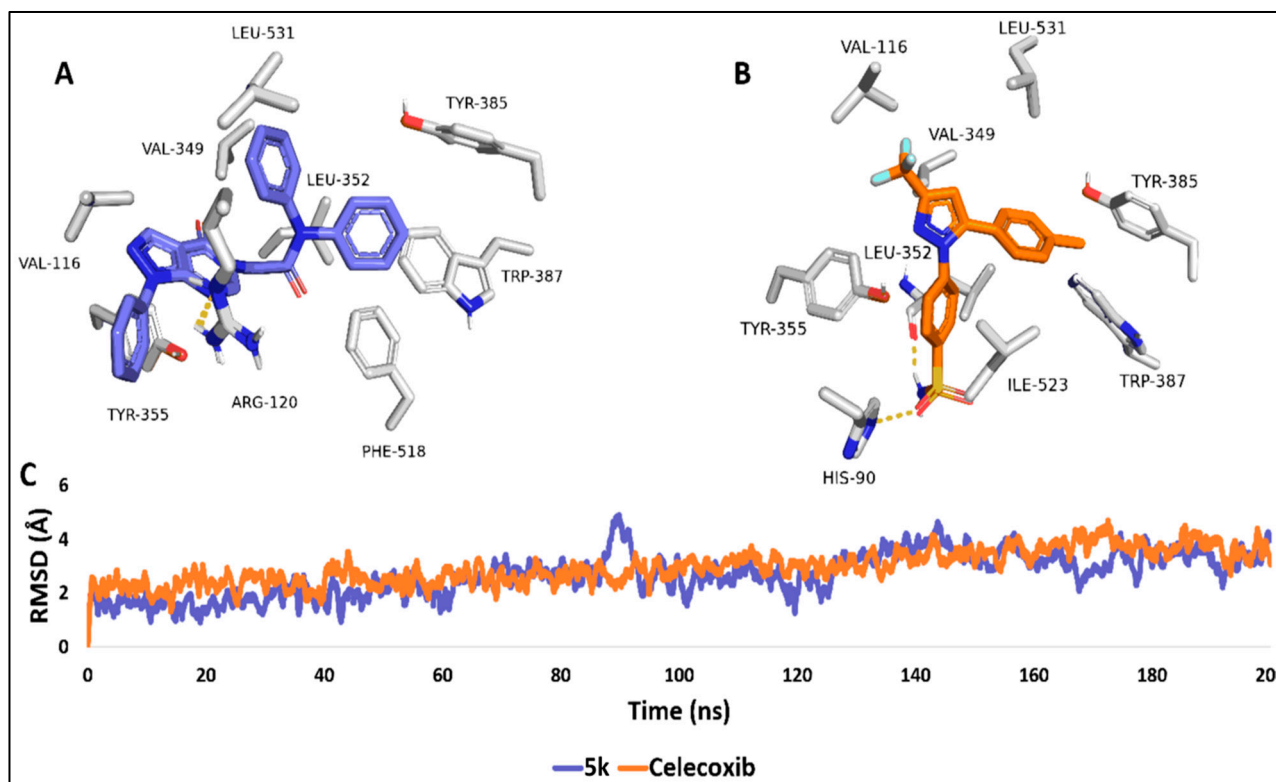 A
LEU-531
TYR-385
VAL-349
LEU-352
VAL-116
TRP-387
TYR-355
ARG-120
PHE-518
B
VAL-116
LEU-531
VAL-349
TYR-385
LEU-352
TYR-355
ILE-523
TRP-387
HIS-90
C
RMSD (Å)
6
4
2
0
0 20 40 60 80 100 120 140 160 180 20
Time (ns)
5k Celecoxib